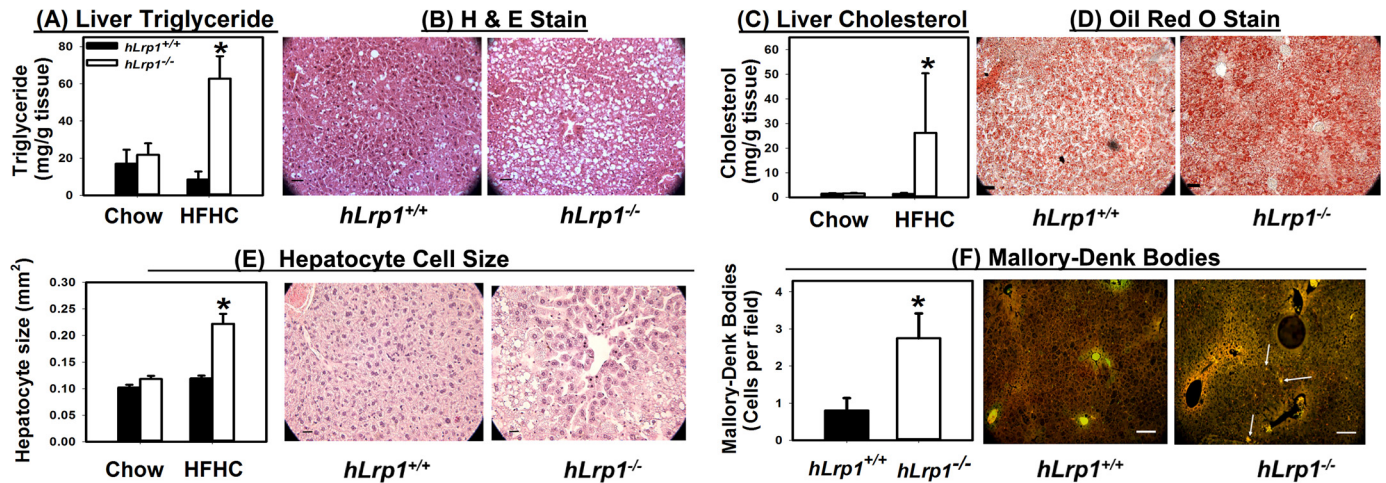 (A) Liver Triglyceride
Triglyceride
(mg/g tissue)
80
60
40
20
0
hLrp1+/+
hLrp1-/-
*
Chow HFHC
(B) H & E Stain
hLrp1+/+ hLrp1-/-
(C) Liver Cholesterol
Cholesterol
(mg/g tissue)
60
50
40
30
20
10
0
*
Chow HFHC
(D) Oil Red O Stain
hLrp1+/+ hLrp1-/-
(E) Hepatocyte Cell Size
Hepatocyte size (mm2)
0.30
0.25
0.20
0.15
0.10
0.05
0.00
*
Chow HFHC
hLrp1+/+ hLrp1-/-
(F) Mallory-Denk Bodies
Mallory-Denk Bodies
(Cells per field)
4
3
2
1
0
*
hLrp1+/+ hLrp1-/-
hLrp1+/+ hLrp1-/-